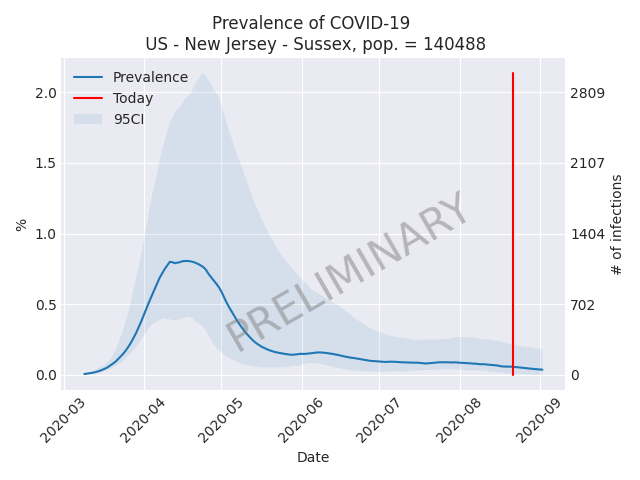 Prevalence of COVID-19
US - New Jersey - Sussex, pop. = 140488
Prevalence
Today
95CI
2.0
1.5
1.0
0.5
0.0
%
2809
2107
1404
702
0
# of infections
PRELIMINARY
2020-03
2020-04
2020-05
2020-06
2020-07
2020-08
2020-09
Date